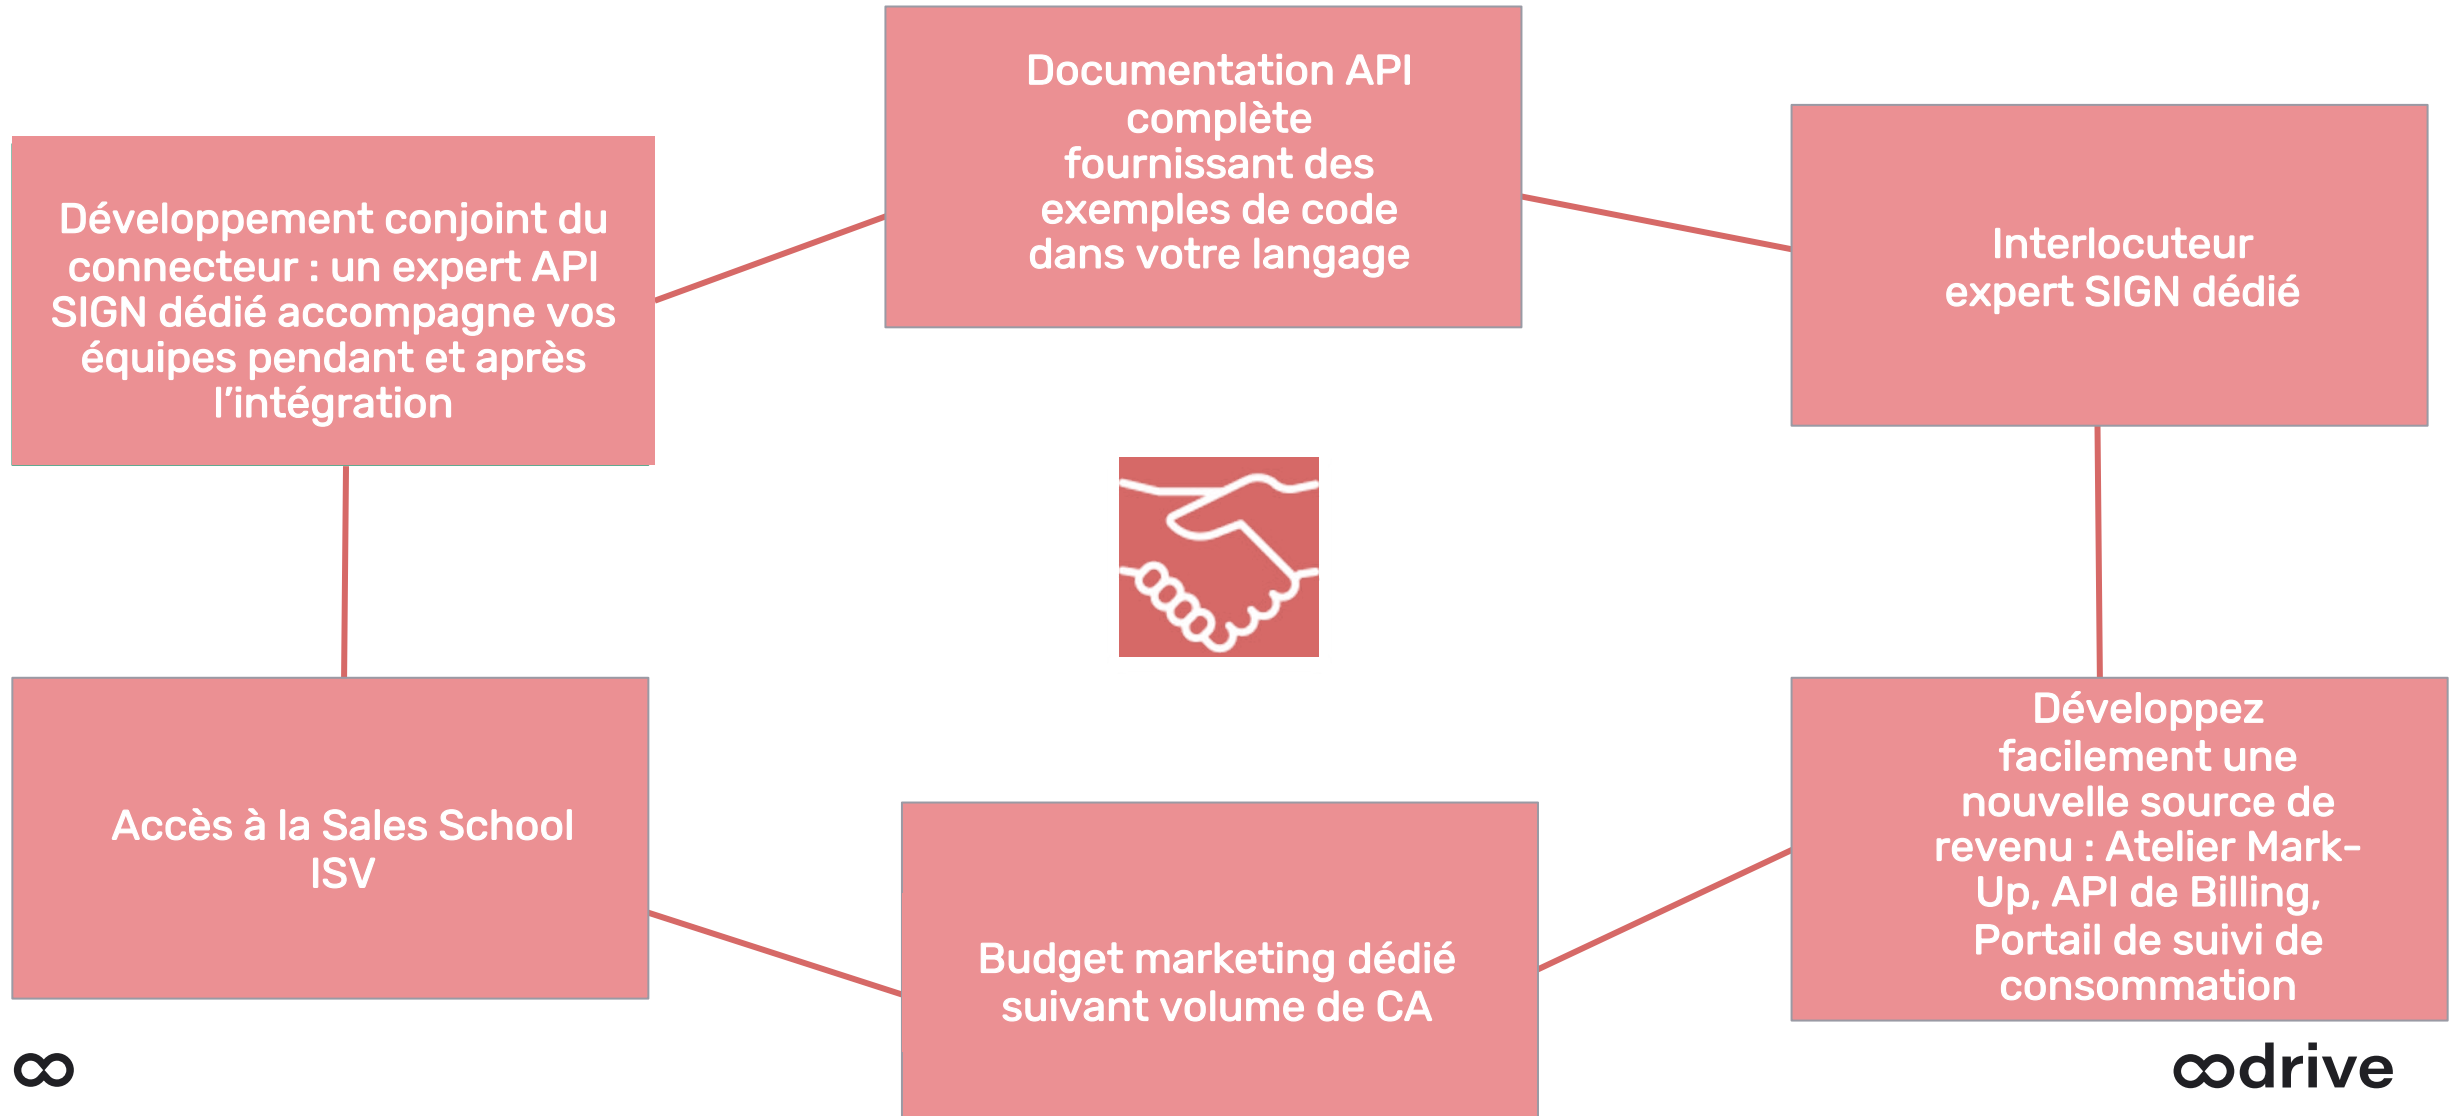 Documentation API
complète
fournissant des
exemples de code
dans votre langage
Développement conjoint du
connecteur : un expert API
SIGN dédié accompagne vos
équipes pendant et après
l'intégration
Interlocuteur
expert SIGN dédié
Accès à la Sales School
ISV
Budget marketing dédié
suivant volume de CA
Développez
facilement une
nouvelle source de
revenu : Atelier Mark-
Up, API de Billing,
Portail de suivi de
consommation
oodrive